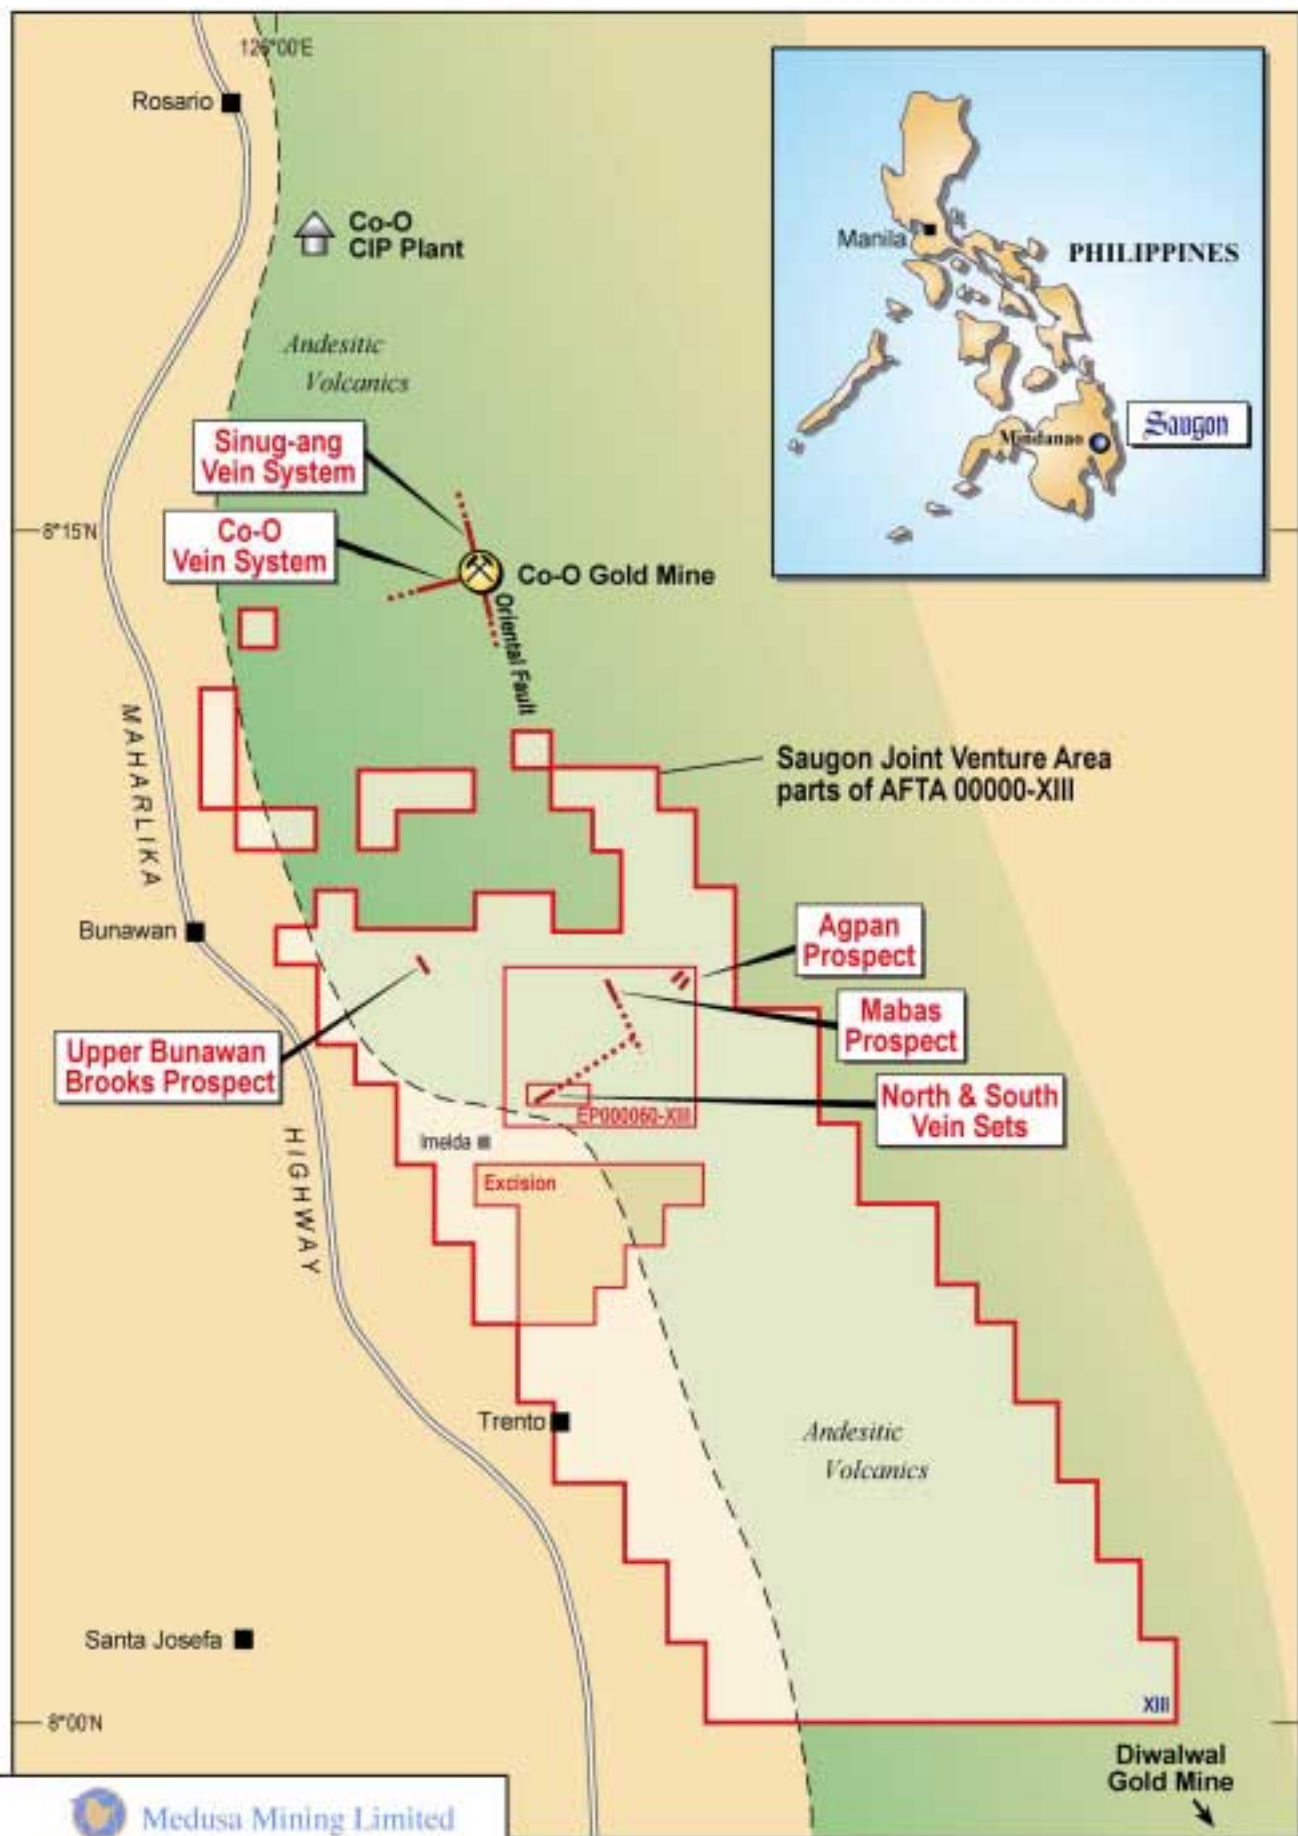 126°00'E
Rosario
Co-O
CIP Plant
Manila
PHILIPPINES
Mindanao
Saugon
Andesitic
Volcanics
Sinug-ang
Vein System
8°15'N
Co-O
Vein System
Co-O Gold Mine
Oriental Fault
MAHARLIKA
Saugon Joint Venture Area
parts of AFTA 00000-XIII
Bunawan
Agpan
Prospect
Mabas
Prospect
Upper Bunawan
Brooks Prospect
North & South
Vein Sets
EP000060-XIII
Imelda
HIGHWAY
Excision
Trento
Andesitic
Volcanics
Santa Josefa
XIII
8°00'N
Diwalwal
Gold Mine
Medusa Mining Limited